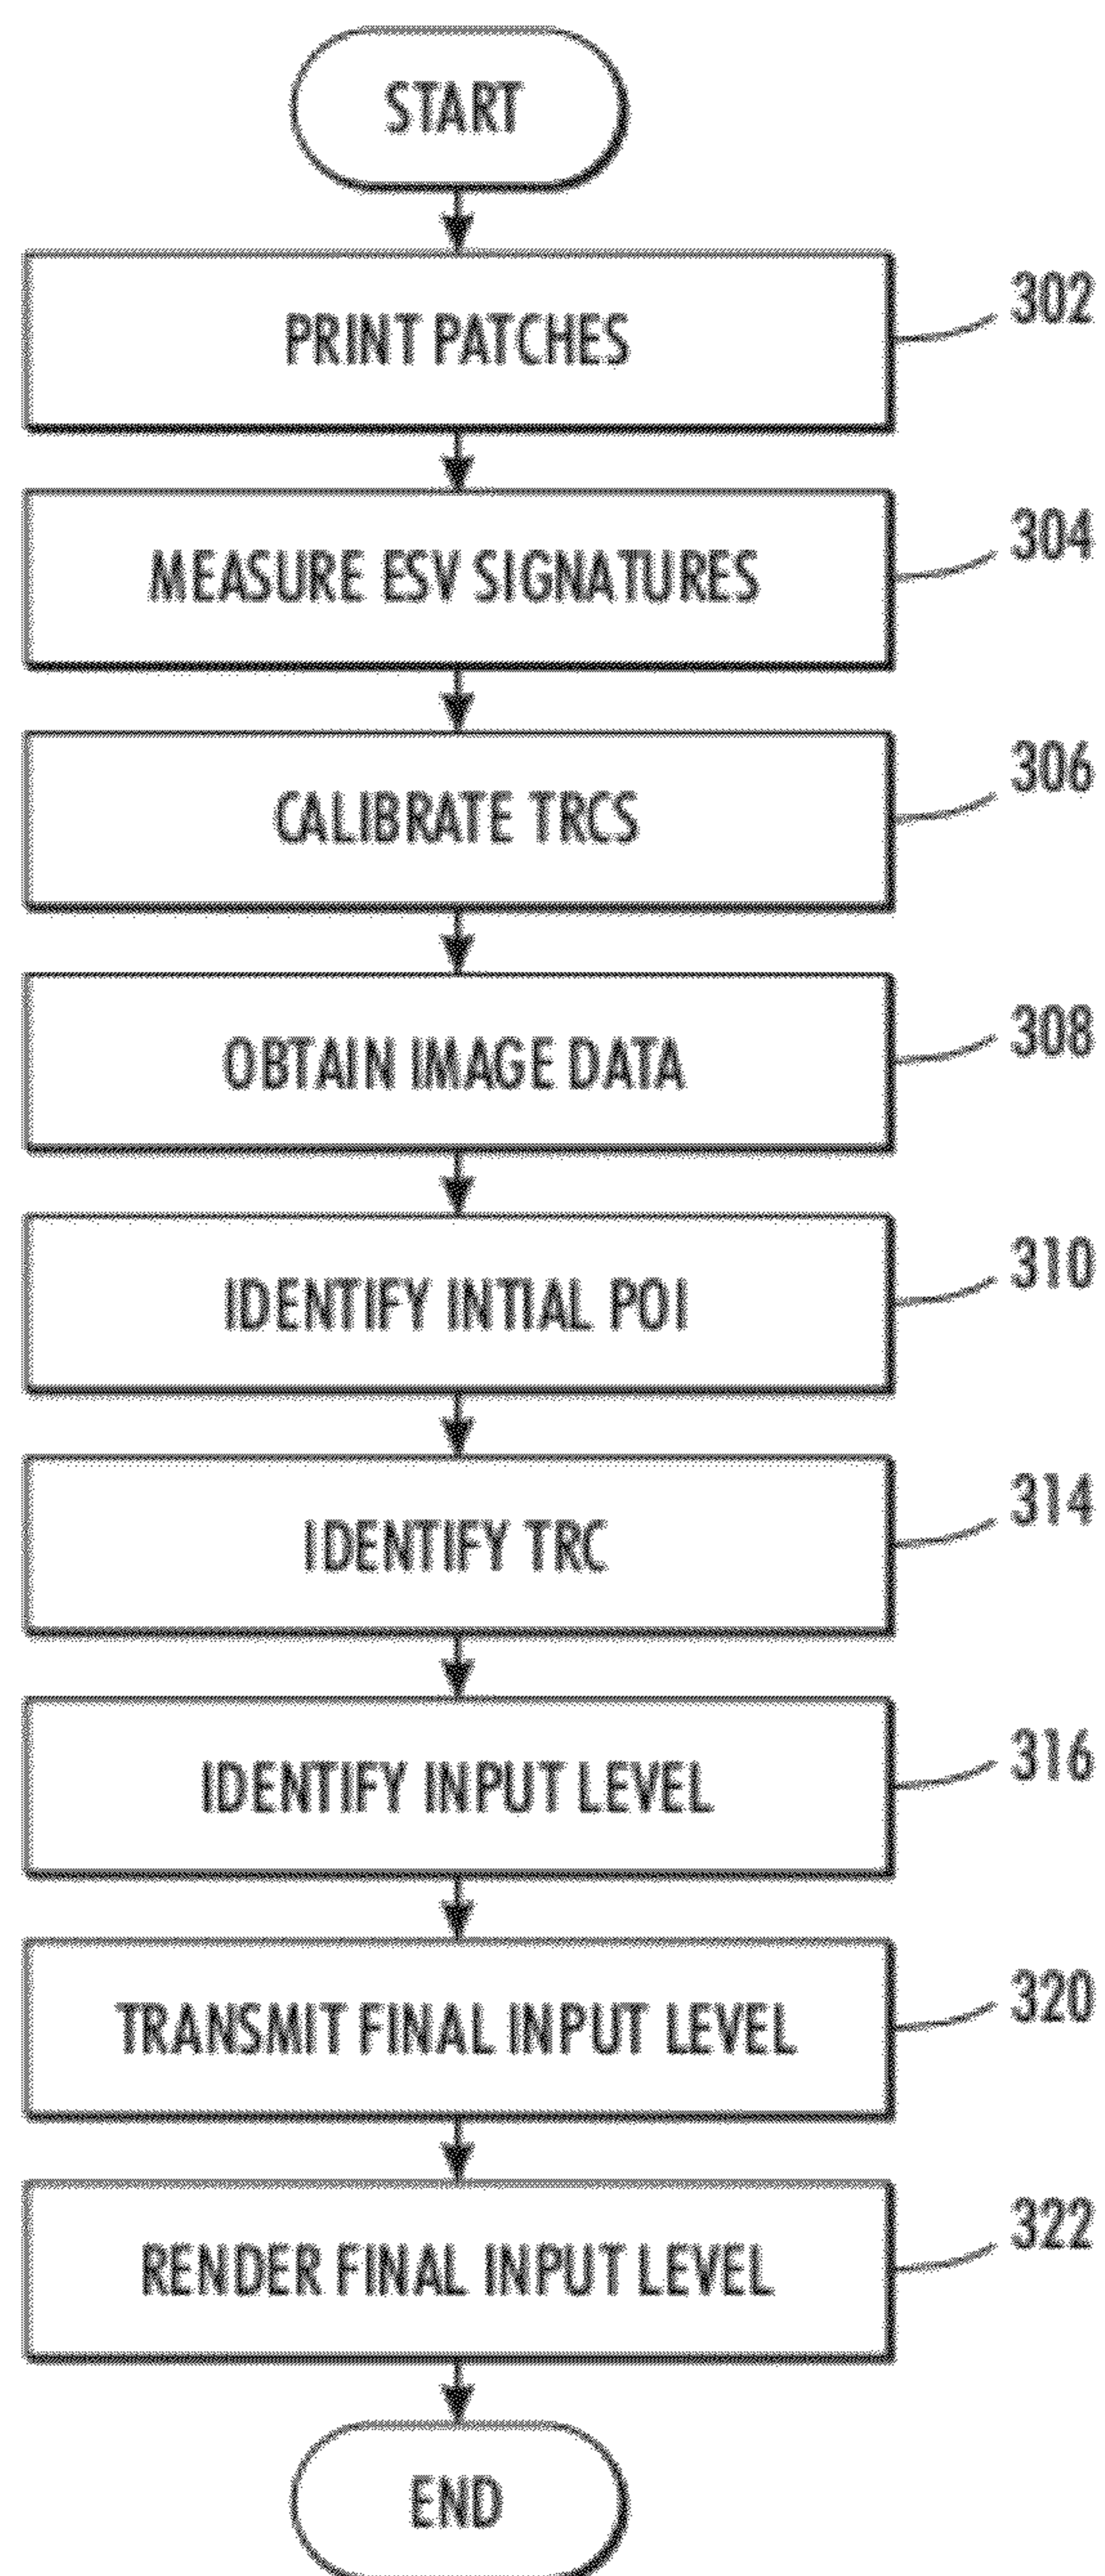 START
PRINT PATCHES
302
MEASURE ESV SIGNATURES
304
CALIBRATE TRCS
306
OBTAIN IMAGE DATA
308
IDENTIFY INTIAL POI
310
IDENTIFY TRC
314
IDENTIFY INPUT LEVEL
316
TRANSMIT FINAL INPUT LEVEL
320
RENDER FINAL INPUT LEVEL
322
END